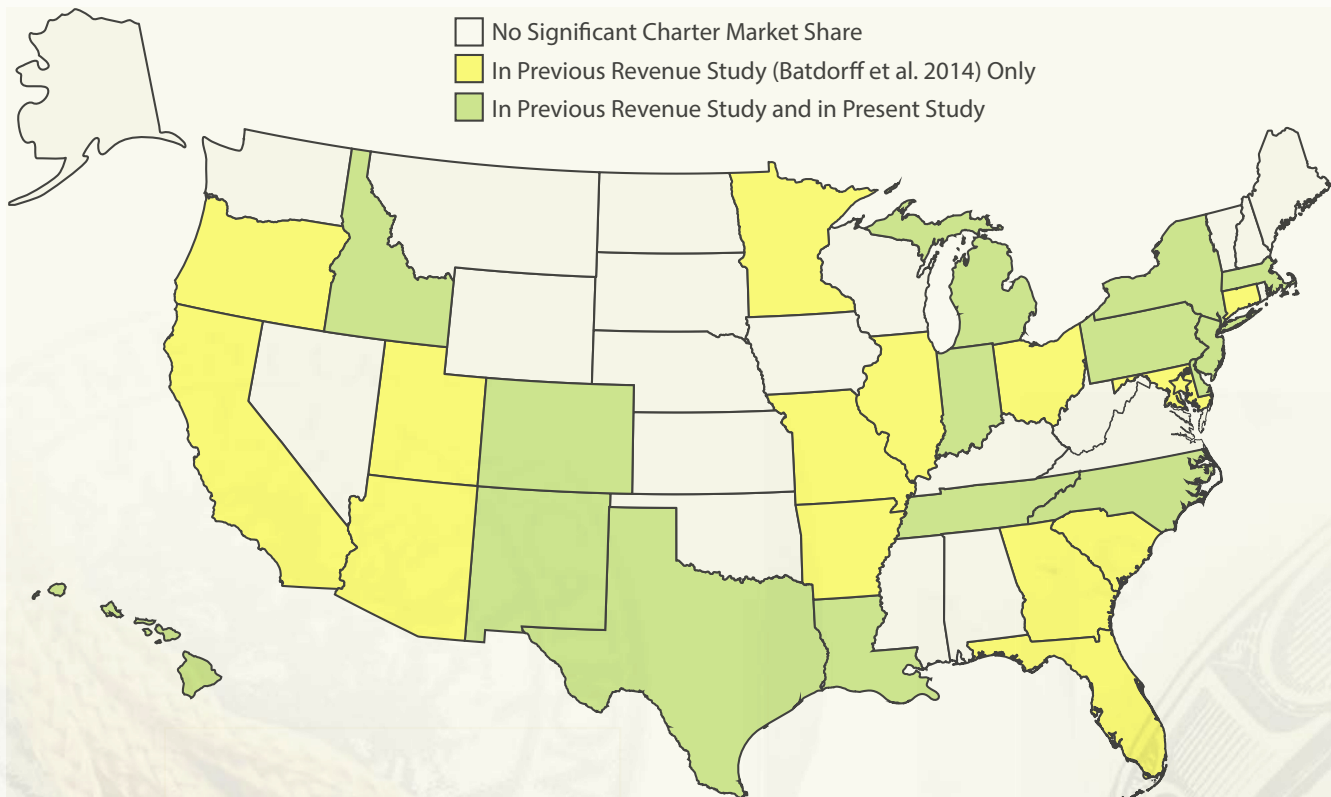 No Significant Charter Market Share
In Previous Revenue Study (Batdorff et al. 2014) Only
In Previous Revenue Study and in Present Study